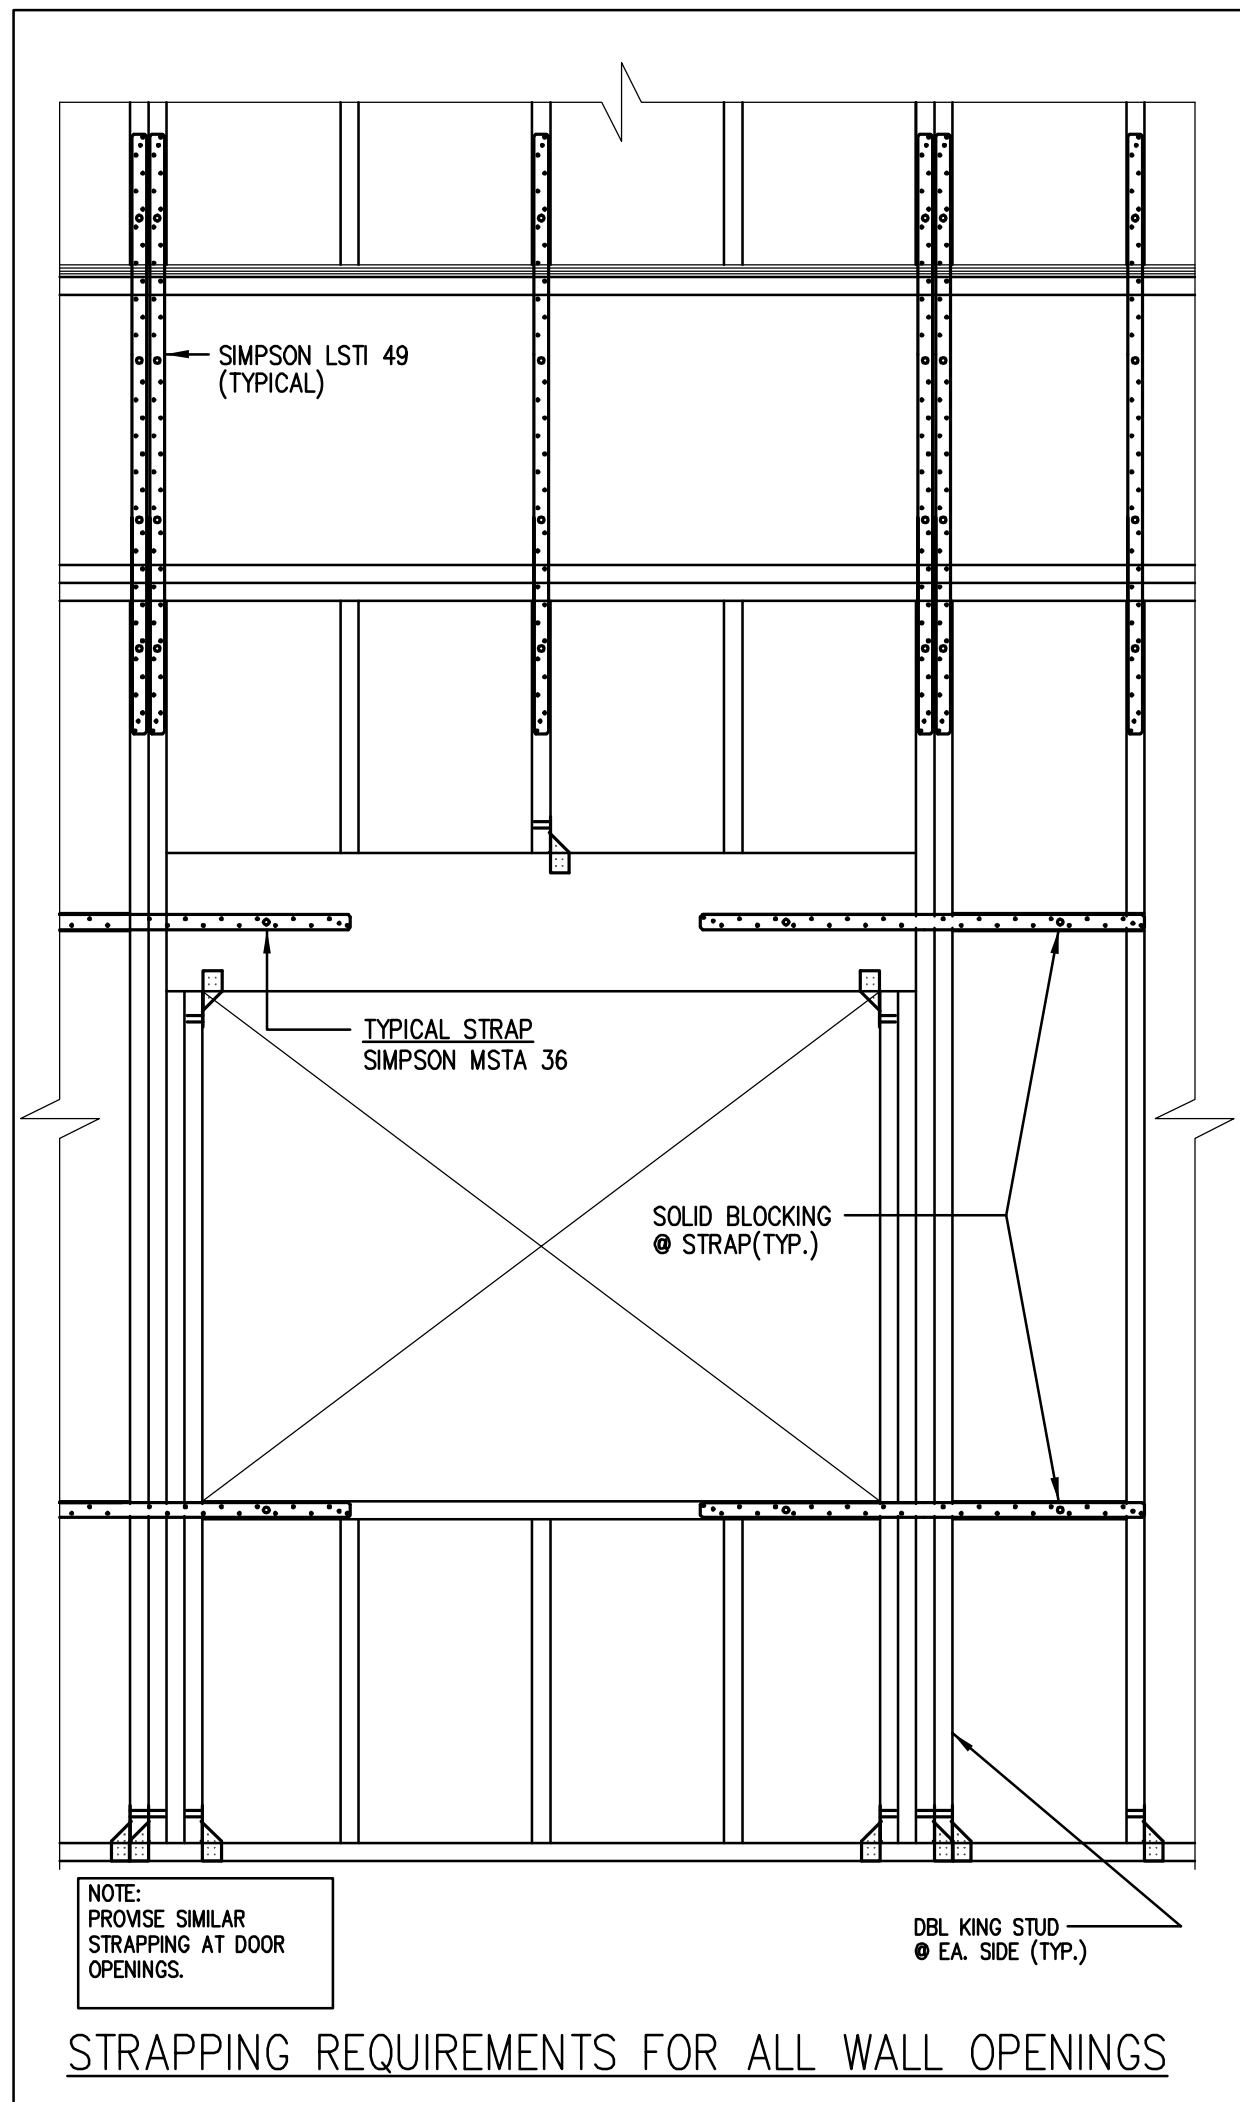 SIMPSON LSTI 49
(TYPICAL)
TYPICAL STRAP
SIMPSON MSTA 36
SOLID BLOCKING
@ STRAP(TYP.)
NOTE:
PROVISE SIMILAR
STRAPPING AT DOOR
OPENINGS.
DBL KING STUD
@ EA. SIDE (TYP.)
STRAPPING REQUIREMENTS FOR ALL WALL OPENINGS